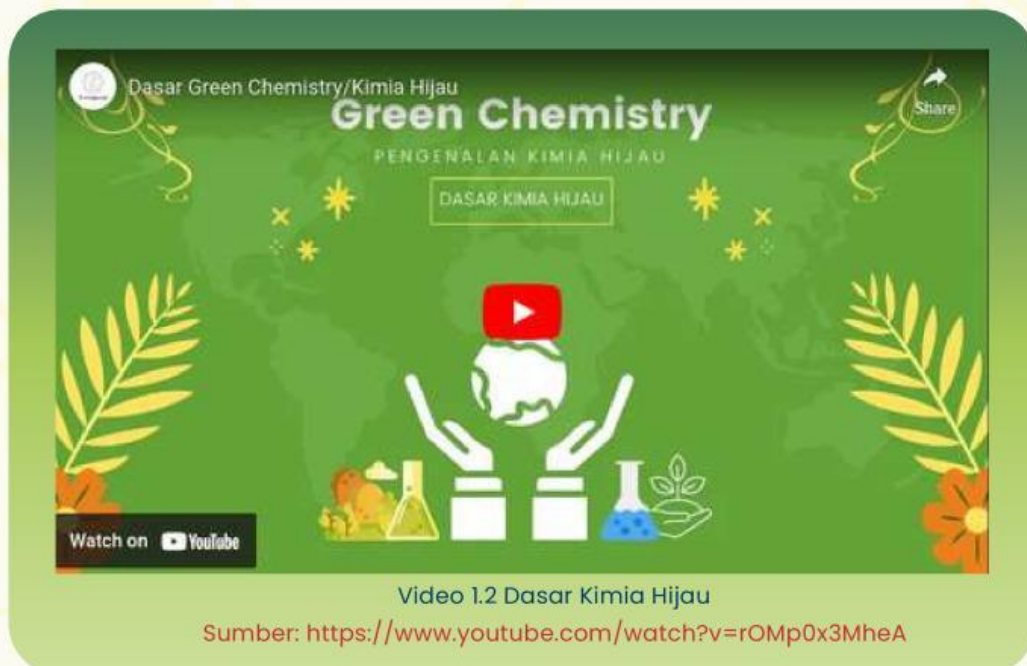 Dasar Green Chemistry/Kimia Hijau
Share
Green Chemistry
PENGENALAN KIMIA HIJAU
DASAR KIMIA HIJAU
Watch on YouTube
Video 1.2 Dasar Kimia Hijau
Sumber: https://www.youtube.com/watch?v=rOMp0x3MheA